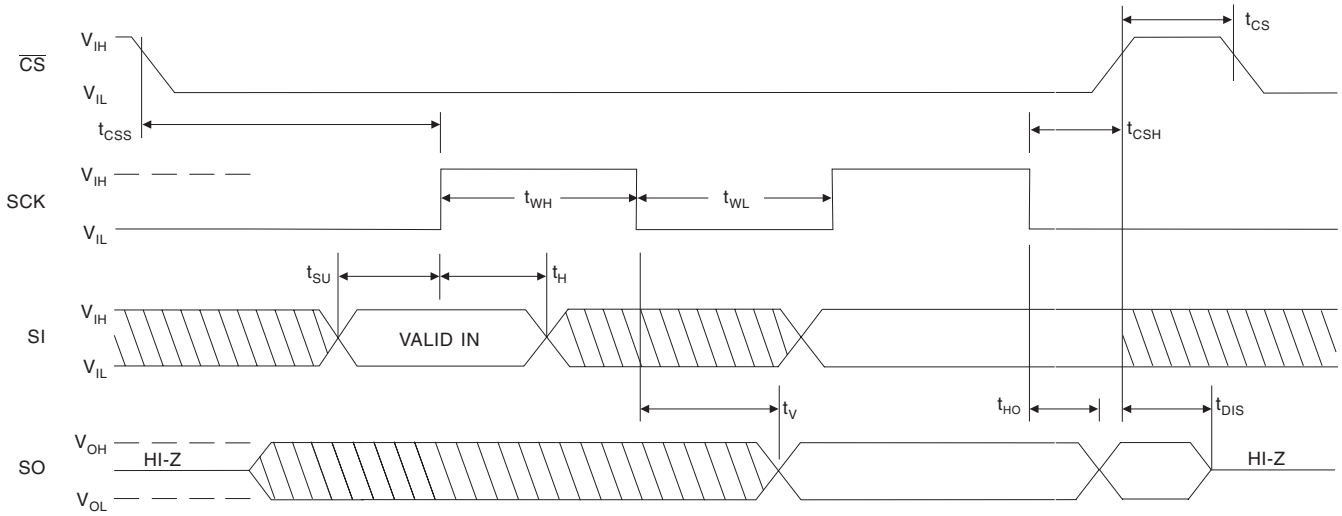 t_CS
V_IH
C̅S̅
V_IL
t_CSS
t_CSH
V_IH
SCK
t_WH
t_WL
V_IL
t_SU
t_H
V_IH
SI
VALID IN
V_IL
t_V
t_HO
t_DIS
V_OH
SO
HI-Z
HI-Z
V_OL